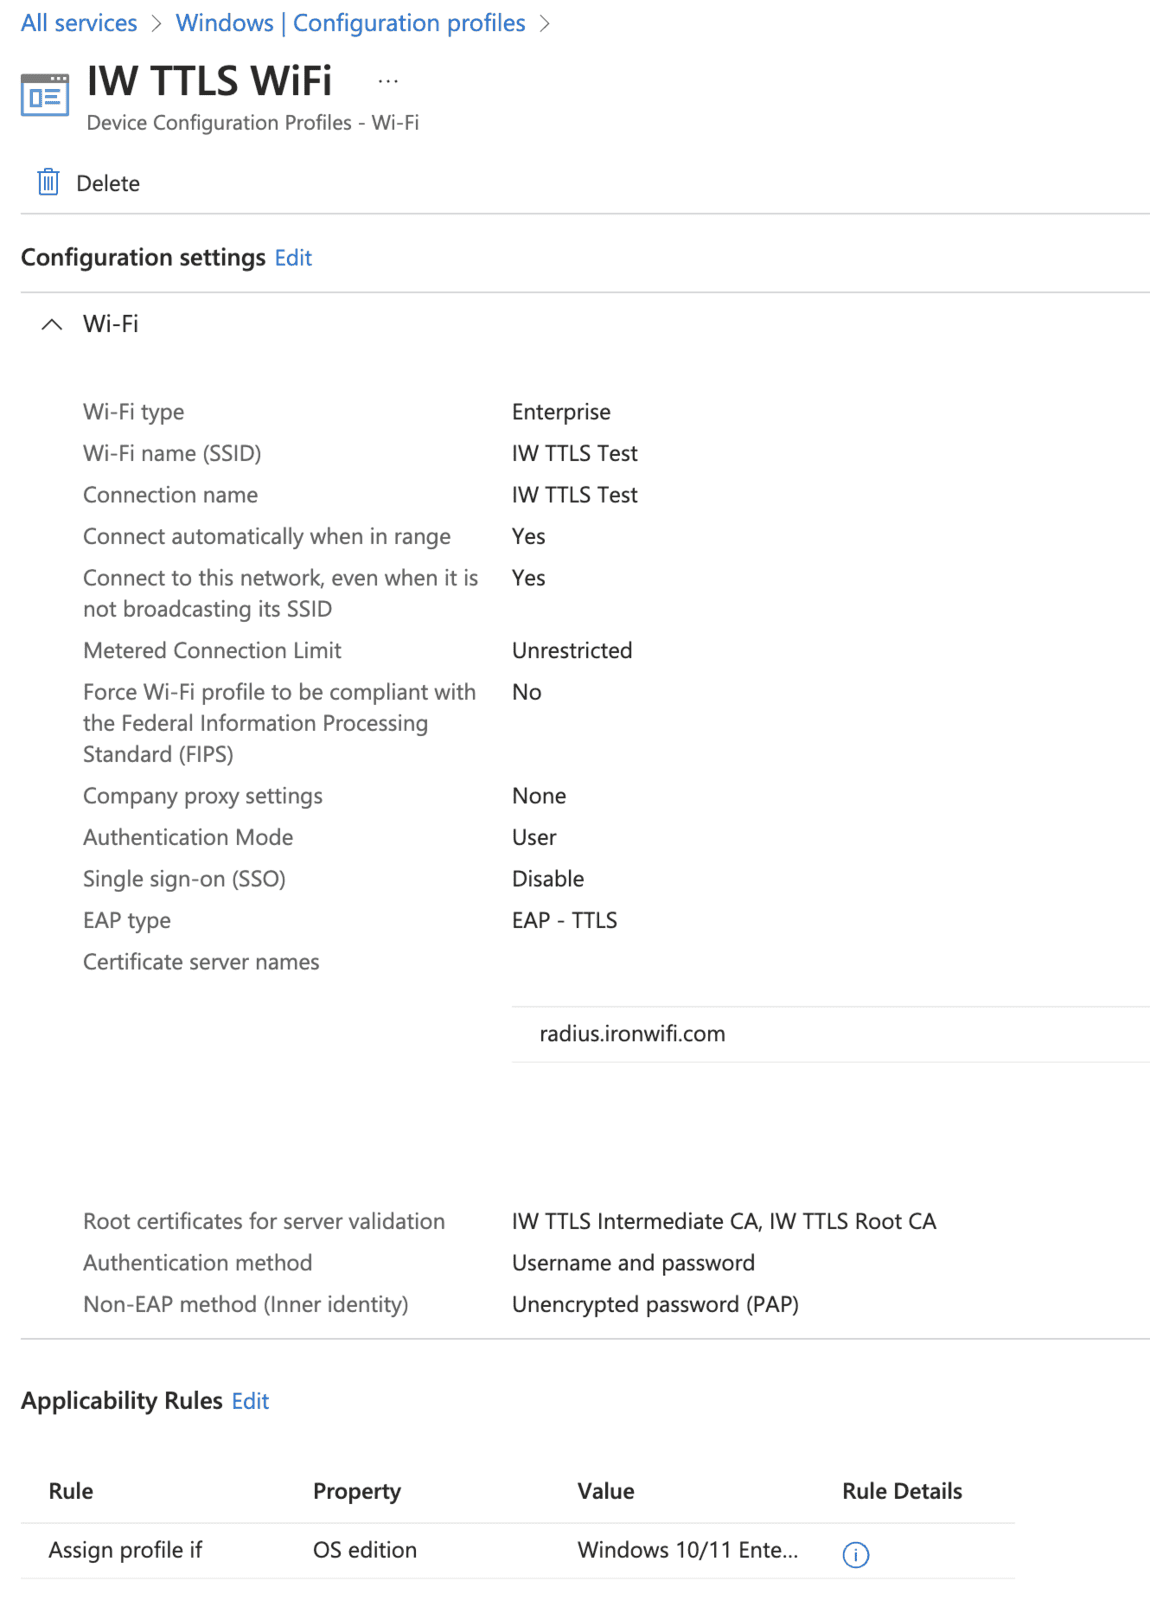 All services > Windows | Configuration profiles >
IW TTLS WiFi ...
Device Configuration Profiles - Wi-Fi
Delete
Configuration settings Edit
Wi-Fi
Wi-Fi type Enterprise
Wi-Fi name (SSID) IW TTLS Test
Connection name IW TTLS Test
Connect automatically when in range Yes
Connect to this network, even when it is Yes
not broadcasting its SSID
Metered Connection Limit Unrestricted
Force Wi-Fi profile to be compliant with No
the Federal Information Processing
Standard (FIPS)
Company proxy settings None
Authentication Mode User
Single sign-on (SSO) Disable
EAP type EAP - TTLS
Certificate server names
radius.ironwifi.com
Root certificates for server validation IW TTLS Intermediate CA, IW TTLS Root CA
Authentication method Username and password
Non-EAP method (Inner identity) Unencrypted password (PAP)
Applicability Rules Edit
Rule Property Value Rule Details
Assign profile if OS edition Windows 10/11 Ente...